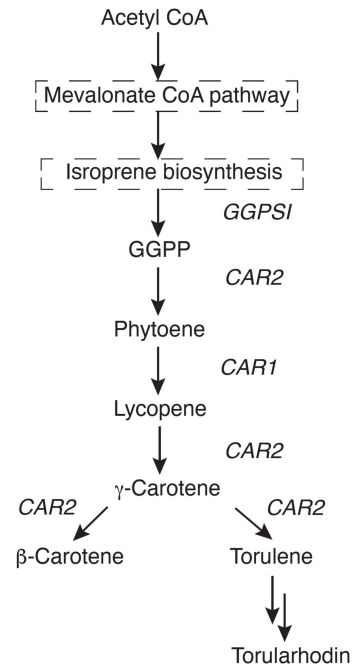 Acetyl CoA
Mevalonate CoA pathway
Isroprene biosynthesis
GGPSI
GGPP
CAR2
Phytoene
CAR1
Lycopene
CAR2
γ-Carotene
CAR2 CAR2
β-Carotene Torulene
Torularhodin